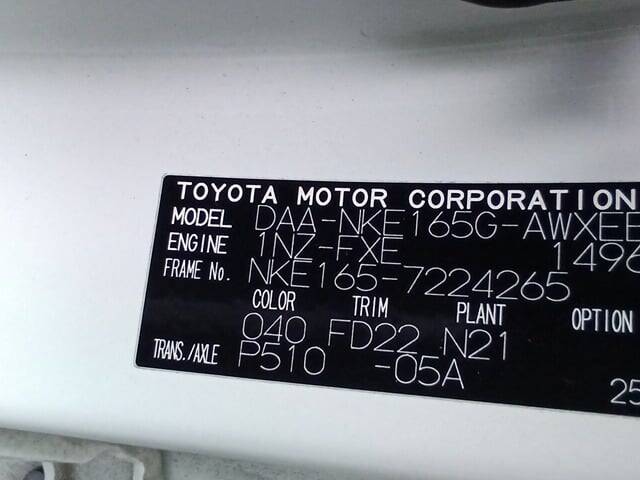 TOYOTA MOTOR CORPORATION
MODEL DAA-NKE165G-AWXEB
ENGINE 1NZ-FXE 1496
FRAME No. NKE165-7224265
COLOR TRIM PLANT OPTION
040 FD22 N21
TRANS./AXLE P510 -05A
25